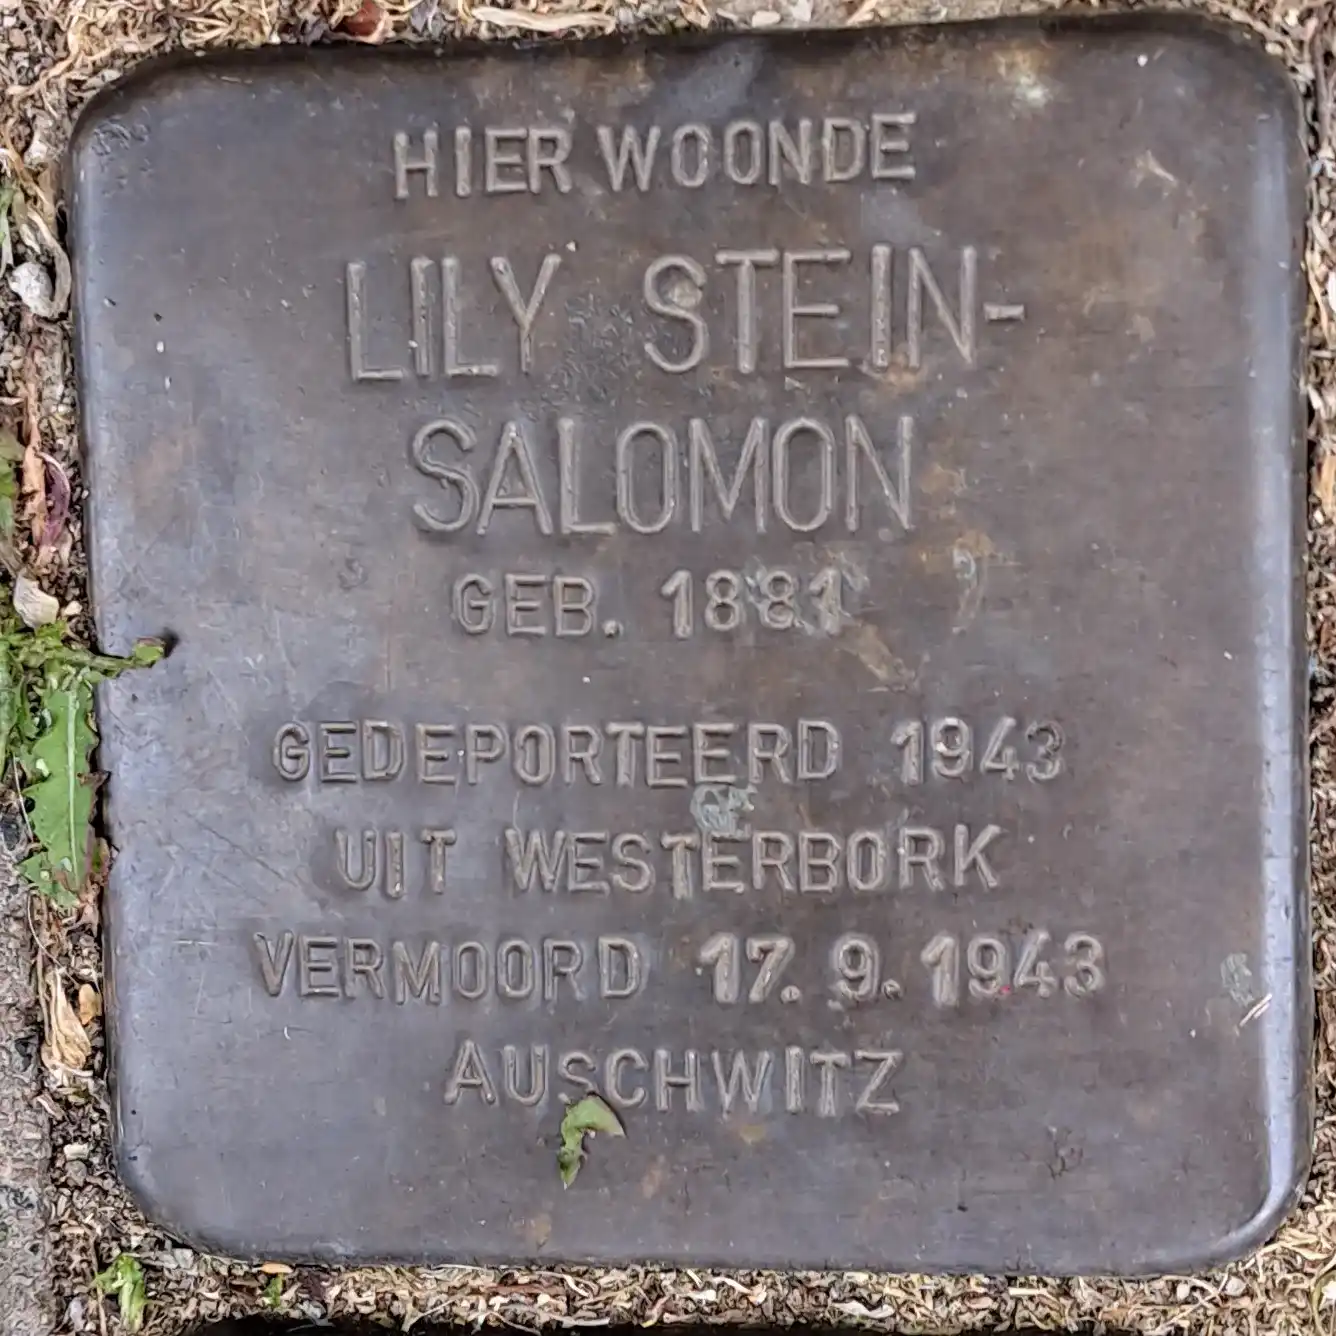 HIER WOONDE
LILY STEIN-
SALOMON
GEB. 1881
GEDEPORTEERD 1943
UIT WESTERBORK
VERMOORD 17. 9. 1943
AUSCHWITZ